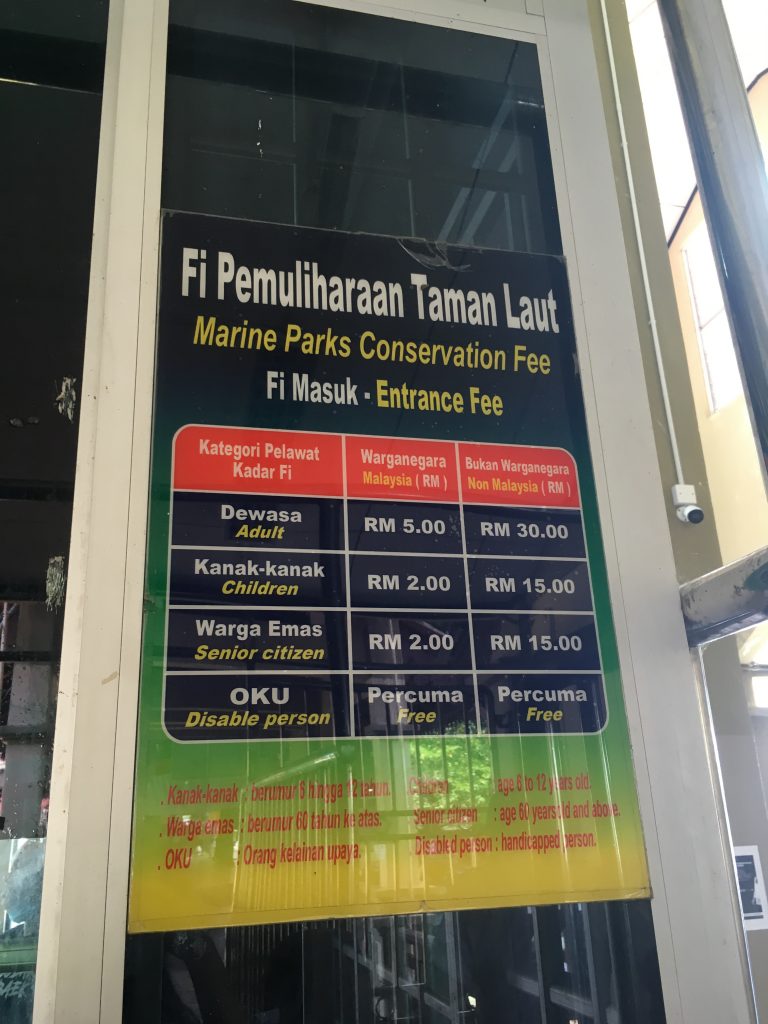 Fi Pemuliharaan Taman Laut
Marine Parks Conservation Fee
Fi Masuk - Entrance Fee
Kategori Pelawat
Kadar Fi
Warganegara
Malaysia ( RM )
Bukan Warganegara
Non Malaysia ( RM )
Dewasa
Adult
RM 5.00
RM 30.00
Kanak-kanak
Children
RM 2.00
RM 15.00
Warga Emas
Senior citizen
RM 2.00
RM 15.00
OKU
Disable person
Percuma
Free
Percuma
Free
. Kanak-kanak : berumur 6 hingga 12 tahun.
. Warga emas : berumur 60 tahun ke atas.
. OKU : Orang kelainan upaya.
Children : age 6 to 12 years old.
Senior citizen : age 60 years old and above.
Disabled person : handicapped person.